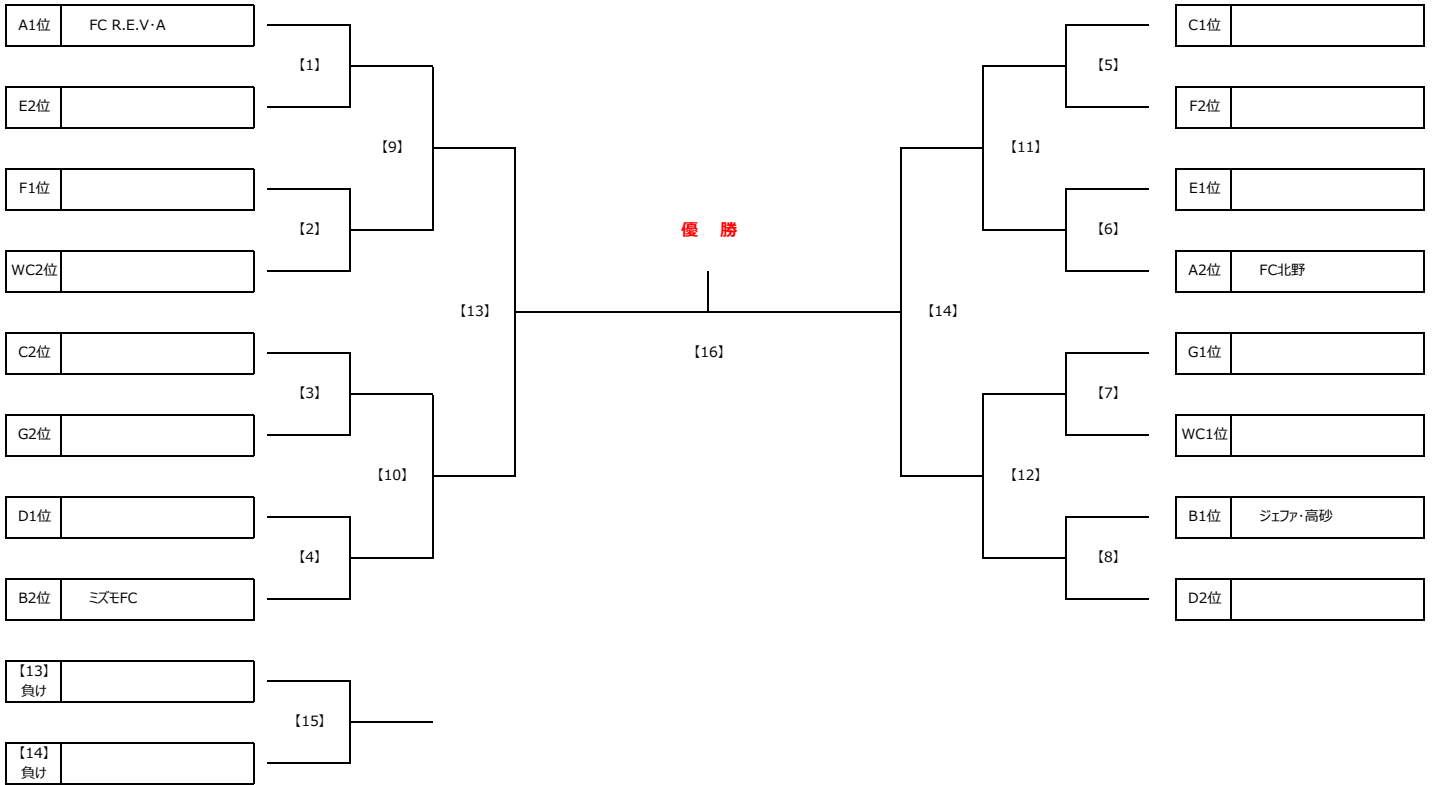 A1位 FC R.E.V·A
【1】
E2位
【9】
F1位
【2】
WC2位
【13】
C2位
【3】
G2位
【10】
D1位
【4】
B2位 ミズモFC
【13】
負け
【15】
【14】
負け
優 勝
【16】
C1位
【5】
F2位
【11】
E1位
【6】
A2位 FC北野
【14】
G1位
【7】
WC1位
【12】
B1位 ジェファ・高砂
【8】
D2位